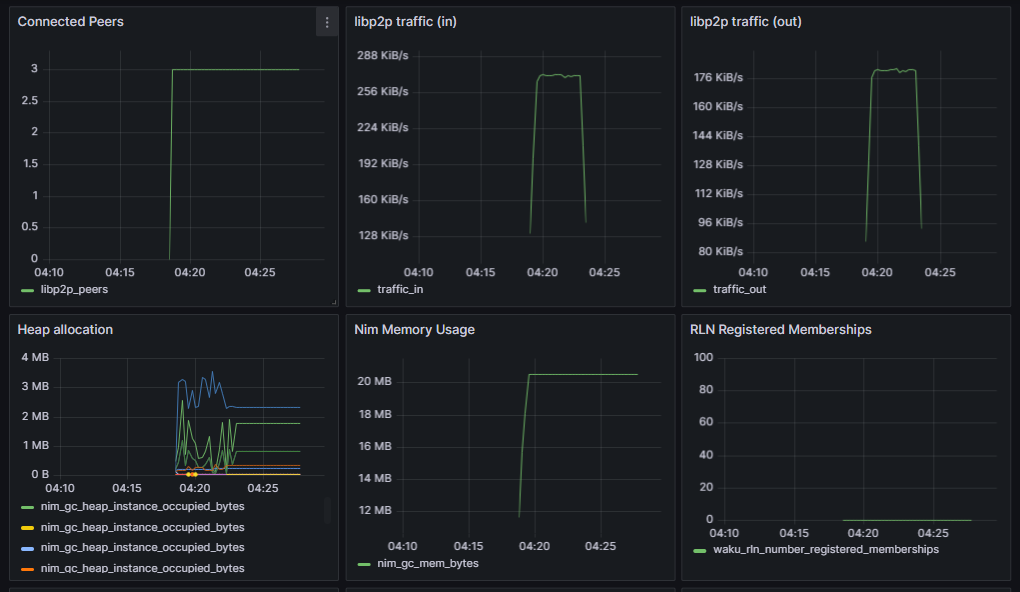 Connected Peers
3
2.5
2
1.5
1
0.5
0
04:10 04:15 04:20 04:25
libp2p_peers
libp2p traffic (in)
288 KiB/s
256 KiB/s
224 KiB/s
192 KiB/s
160 KiB/s
128 KiB/s
04:10 04:15 04:20 04:25
traffic_in
libp2p traffic (out)
176 KiB/s
160 KiB/s
144 KiB/s
128 KiB/s
112 KiB/s
96 KiB/s
80 KiB/s
04:10 04:15 04:20 04:25
traffic_out
Heap allocation
4 MB
3 MB
2 MB
1 MB
0 B
04:10 04:15 04:20 04:25
nim_gc_heap_instance_occupied_bytes
nim_gc_heap_instance_occupied_bytes
nim_gc_heap_instance_occupied_bytes
nim_gc_heap_instance_occupied_bytes
Nim Memory Usage
20 MB
18 MB
16 MB
14 MB
12 MB
04:10 04:15 04:20 04:25
nim_gc_mem_bytes
RLN Registered Memberships
100
80
60
40
20
0
04:10 04:15 04:20 04:25
waku_rln_number_registered_memberships